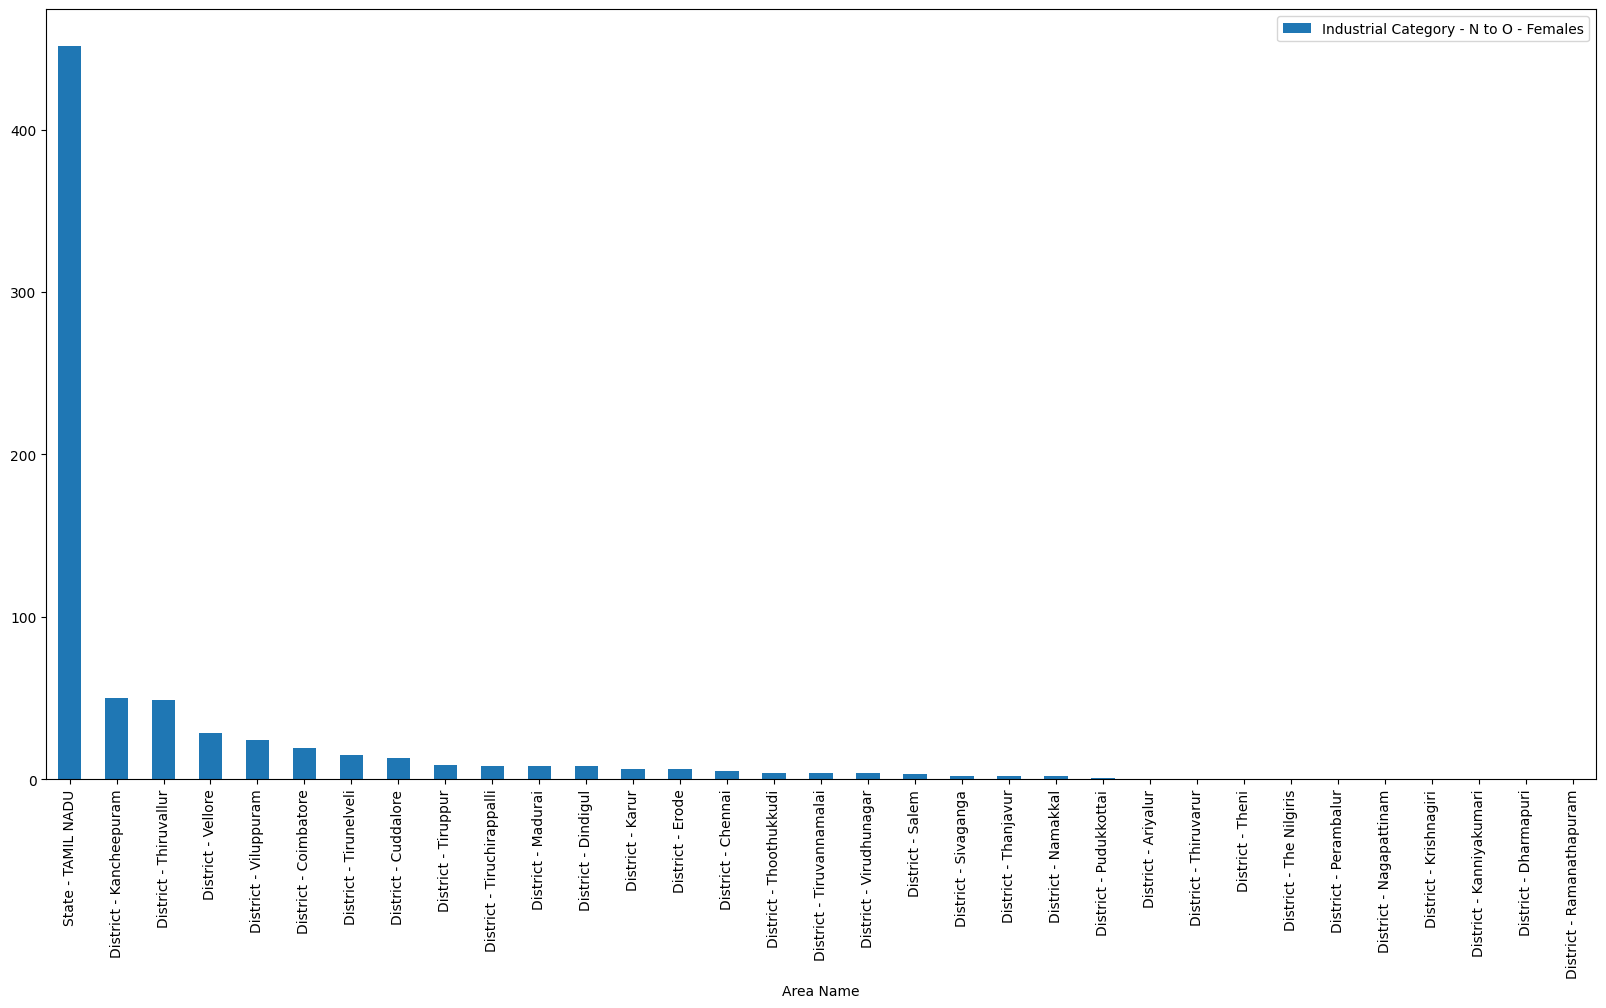 Industrial Category - N to O - Females
400
300
200
100
0
State - TAMIL NADU
District - Kancheepuram
District - Thiruvallur
District - Vellore
District - Viluppuram
District - Coimbatore
District - Tirunelveli
District - Cuddalore
District - Tiruppur
District - Tiruchirappalli
District - Madurai
District - Dindigul
District - Karur
District - Erode
District - Chennai
District - Thoothukkudi
District - Tiruvannamalai
District - Virudhunagar
District - Salem
District - Sivaganga
District - Thanjavur
District - Namakkal
District - Pudukkottai
District - Ariyalur
District - Thiruvarur
District - Theni
District - The Nilgiris
District - Perambalur
District - Nagapattinam
District - Krishnagiri
District - Kanniyakumari
District - Dharmapuri
District - Ramanathapuram
Area Name